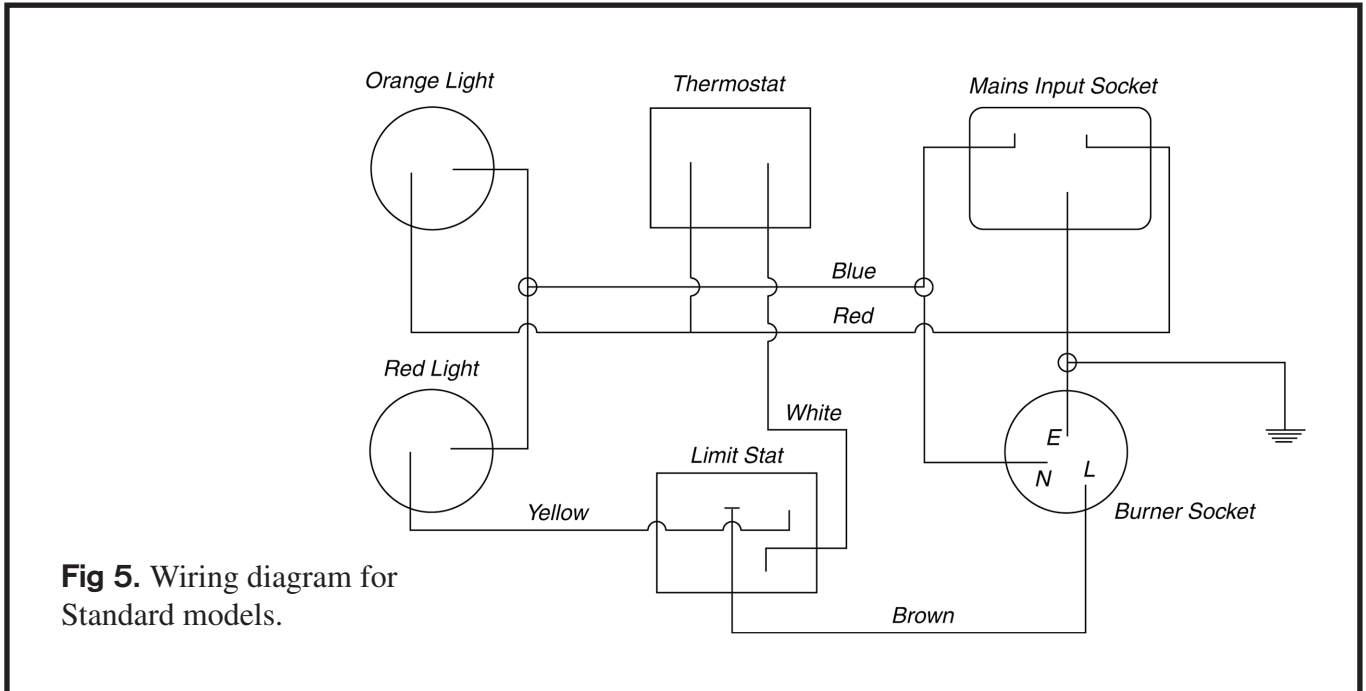 Orange Light
Thermostat
Mains Input Socket
Blue
Red
Red Light
White
Limit Stat
E
N
L
Yellow
Burner Socket
Fig 5. Wiring diagram for
Standard models.
Brown